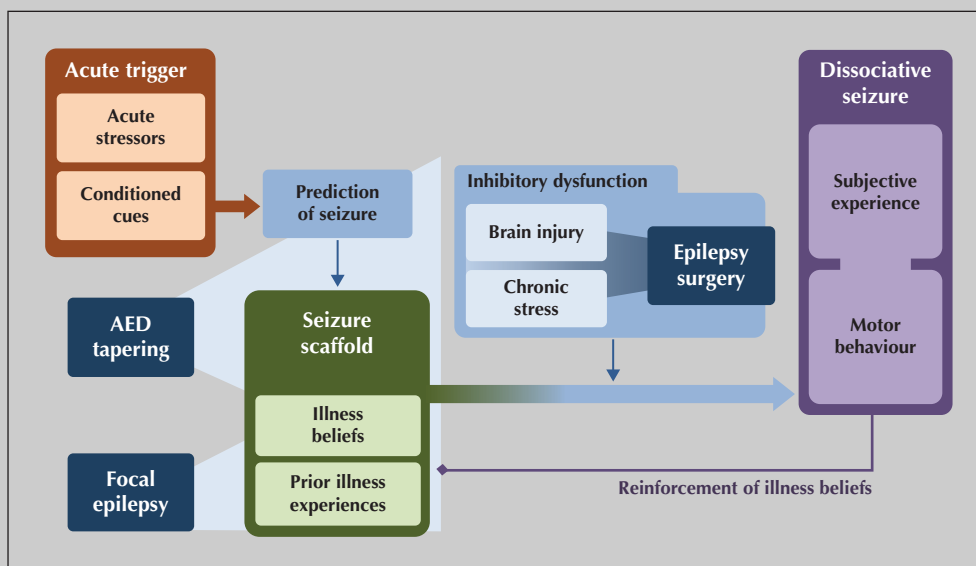 Acute trigger
Acute
stressors
Conditioned
cues
Prediction
of seizure
AED
tapering
Focal
epilepsy
Seizure
scaffold
Illness
beliefs
Prior illness
experiences
Inhibitory dysfunction
Brain injury
Chronic
stress
Epilepsy
surgery
Dissociative
seizure
Subjective
experience
Motor
behaviour
Reinforcement of illness beliefs